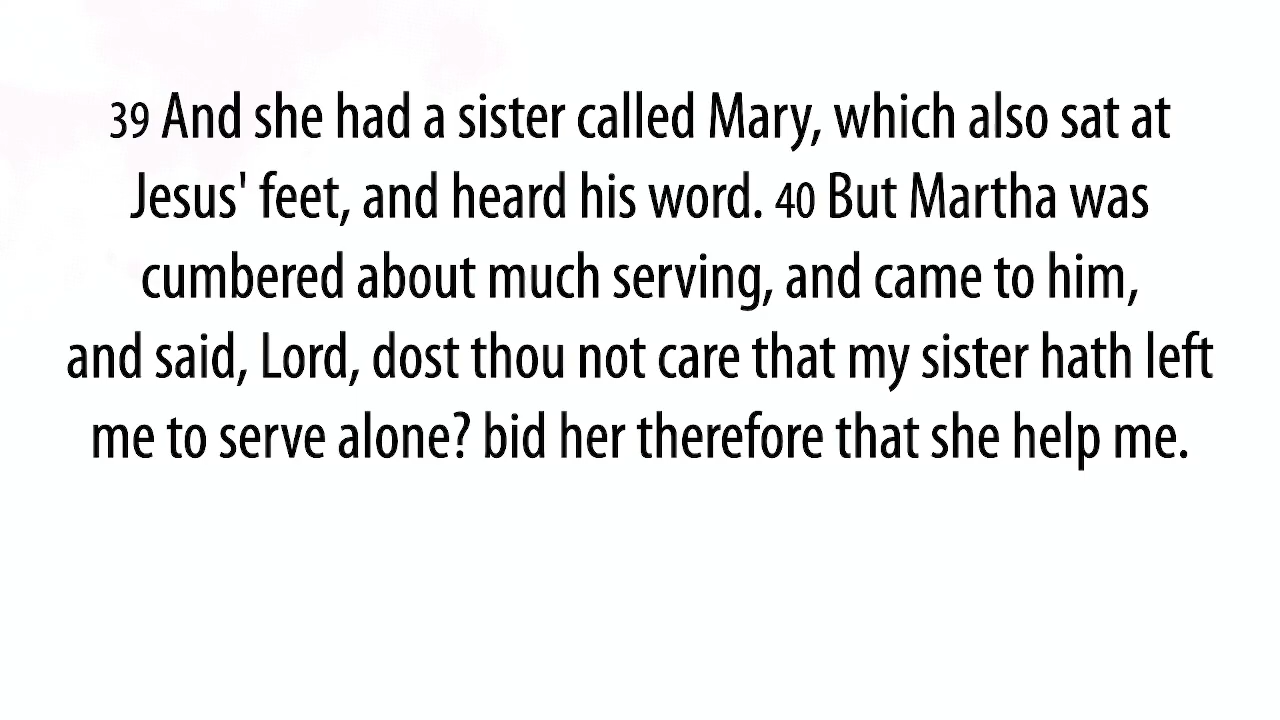 39 And she had a sister called Mary, which also sat at
Jesus' feet, and heard his word. 40 But Martha was
cumbered about much serving, and came to him,
and said, Lord, dost thou not care that my sister hath left
me to serve alone? bid her therefore that she help me.